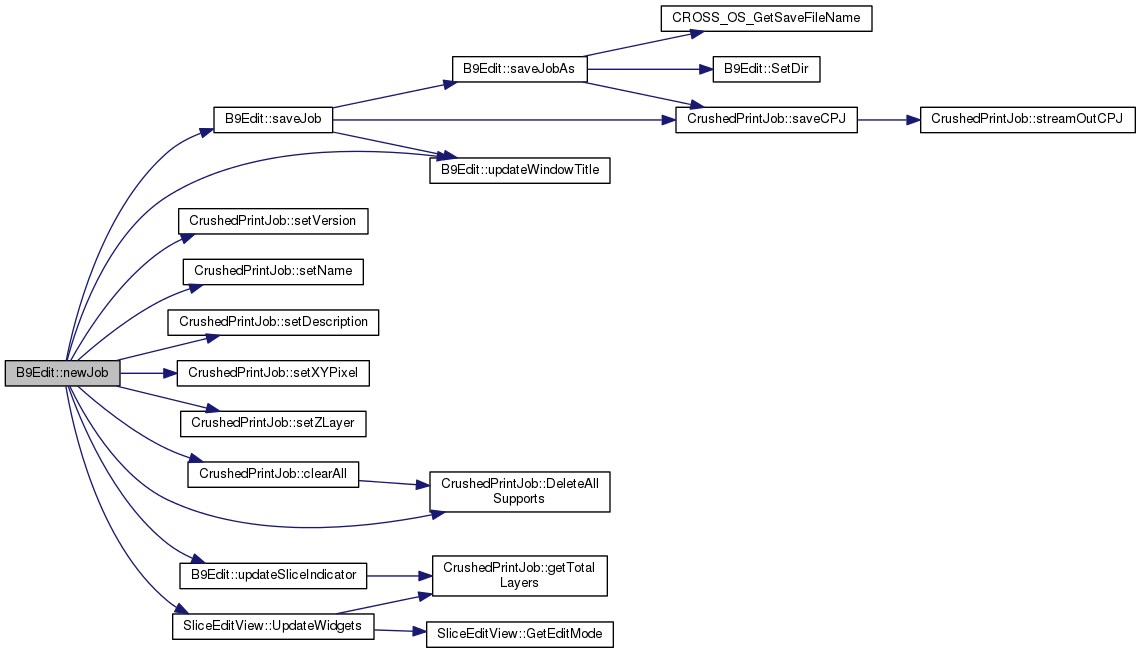 CROSS_OS_GetSaveFileName
B9Edit::saveJobAs
B9Edit::SetDir
B9Edit::saveJob
CrushedPrintJob::saveCPJ
CrushedPrintJob::streamOutCPJ
B9Edit::updateWindowTitle
CrushedPrintJob::setVersion
CrushedPrintJob::setName
CrushedPrintJob::setDescription
B9Edit::newJob
CrushedPrintJob::setXYPixel
CrushedPrintJob::setZLayer
CrushedPrintJob::clearAll
CrushedPrintJob::DeleteAll
Supports
B9Edit::updateSliceIndicator
CrushedPrintJob::getTotal
Layers
SliceEditView::UpdateWidgets
SliceEditView::GetEditMode